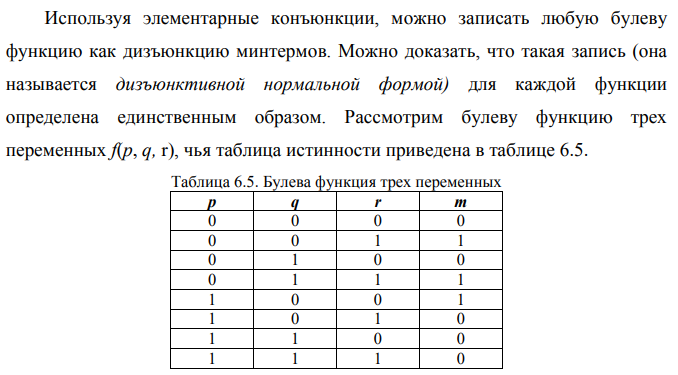 Используя элементарные конъюнкции, можно записать любую булеву
функцию как дизъюнкцию минтермов. Можно доказать, что такая запись (она
называется дизъюнктивной нормальной формой) для каждой функции
определена единственным образом. Рассмотрим булеву функцию трех
переменных f(p, q, r), чья таблица истинности приведена в таблице 6.5.
Таблица 6.5. Булева функция трех переменных
p q r m
0 0 0 0
0 0 1 1
0 1 0 0
0 1 1 1
1 0 0 1
1 0 1 0
1 1 0 0
1 1 1 0